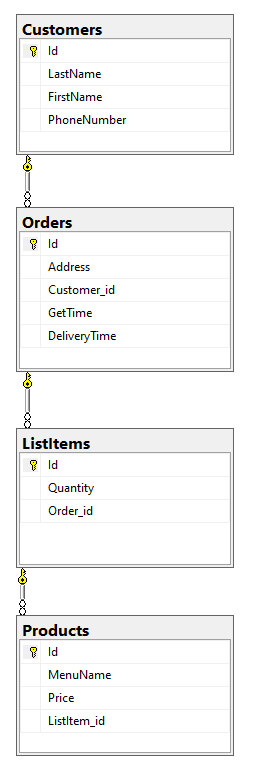 Customers
Id
LastName
FirstName
PhoneNumber
Orders
Id
Address
Customer_id
GetTime
DeliveryTime
ListItems
Id
Quantity
Order_id
Products
Id
MenuName
Price
ListItem_id